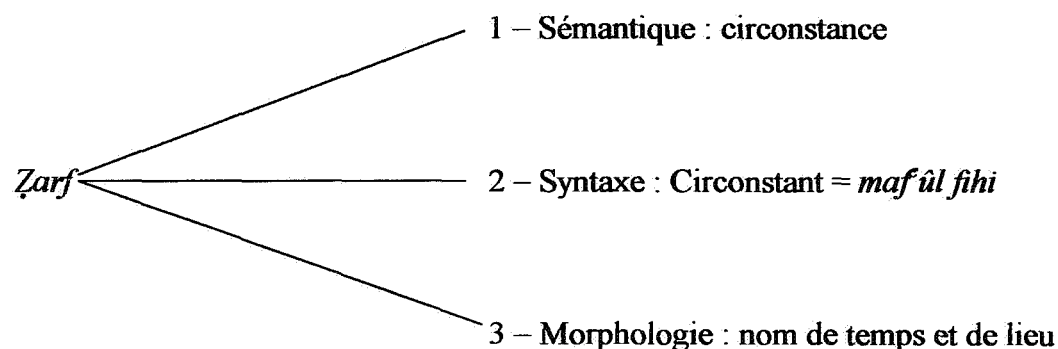 1 – Sémantique : circonstance
Ẓarf
2 – Syntaxe : Circonstant = maf‘ûl fihi
3 – Morphologie : nom de temps et de lieu